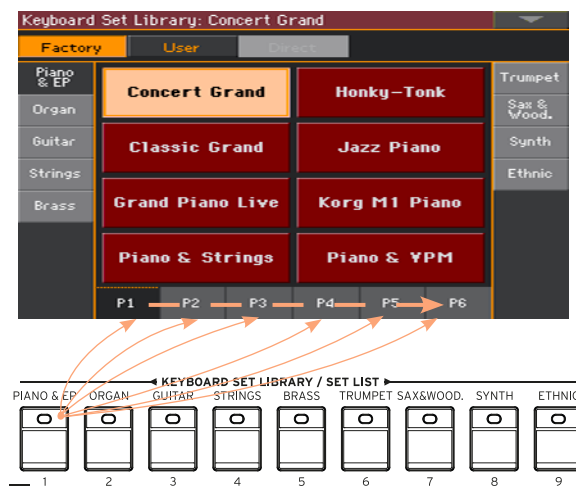 Keyboard Set Library: Concert Grand
Factory User Direct
Piano & EP
Organ
Guitar
Strings
Brass
Concert Grand
Honky-Tonk
Classic Grand
Jazz Piano
Grand Piano Live
Korg M1 Piano
Piano & Strings
Piano & ¥PM
Trumpet
Sax & Wood.
Synth
Ethnic
P1 P2 P3 P4 P5 P6
KEYBOARD SET LIBRARY / SET LIST
PIANO & EP ORGAN GUITAR STRINGS BRASS TRUMPET SAX&WOOD. SYNTH ETHNIC
1 2 3 4 5 6 7 8 9